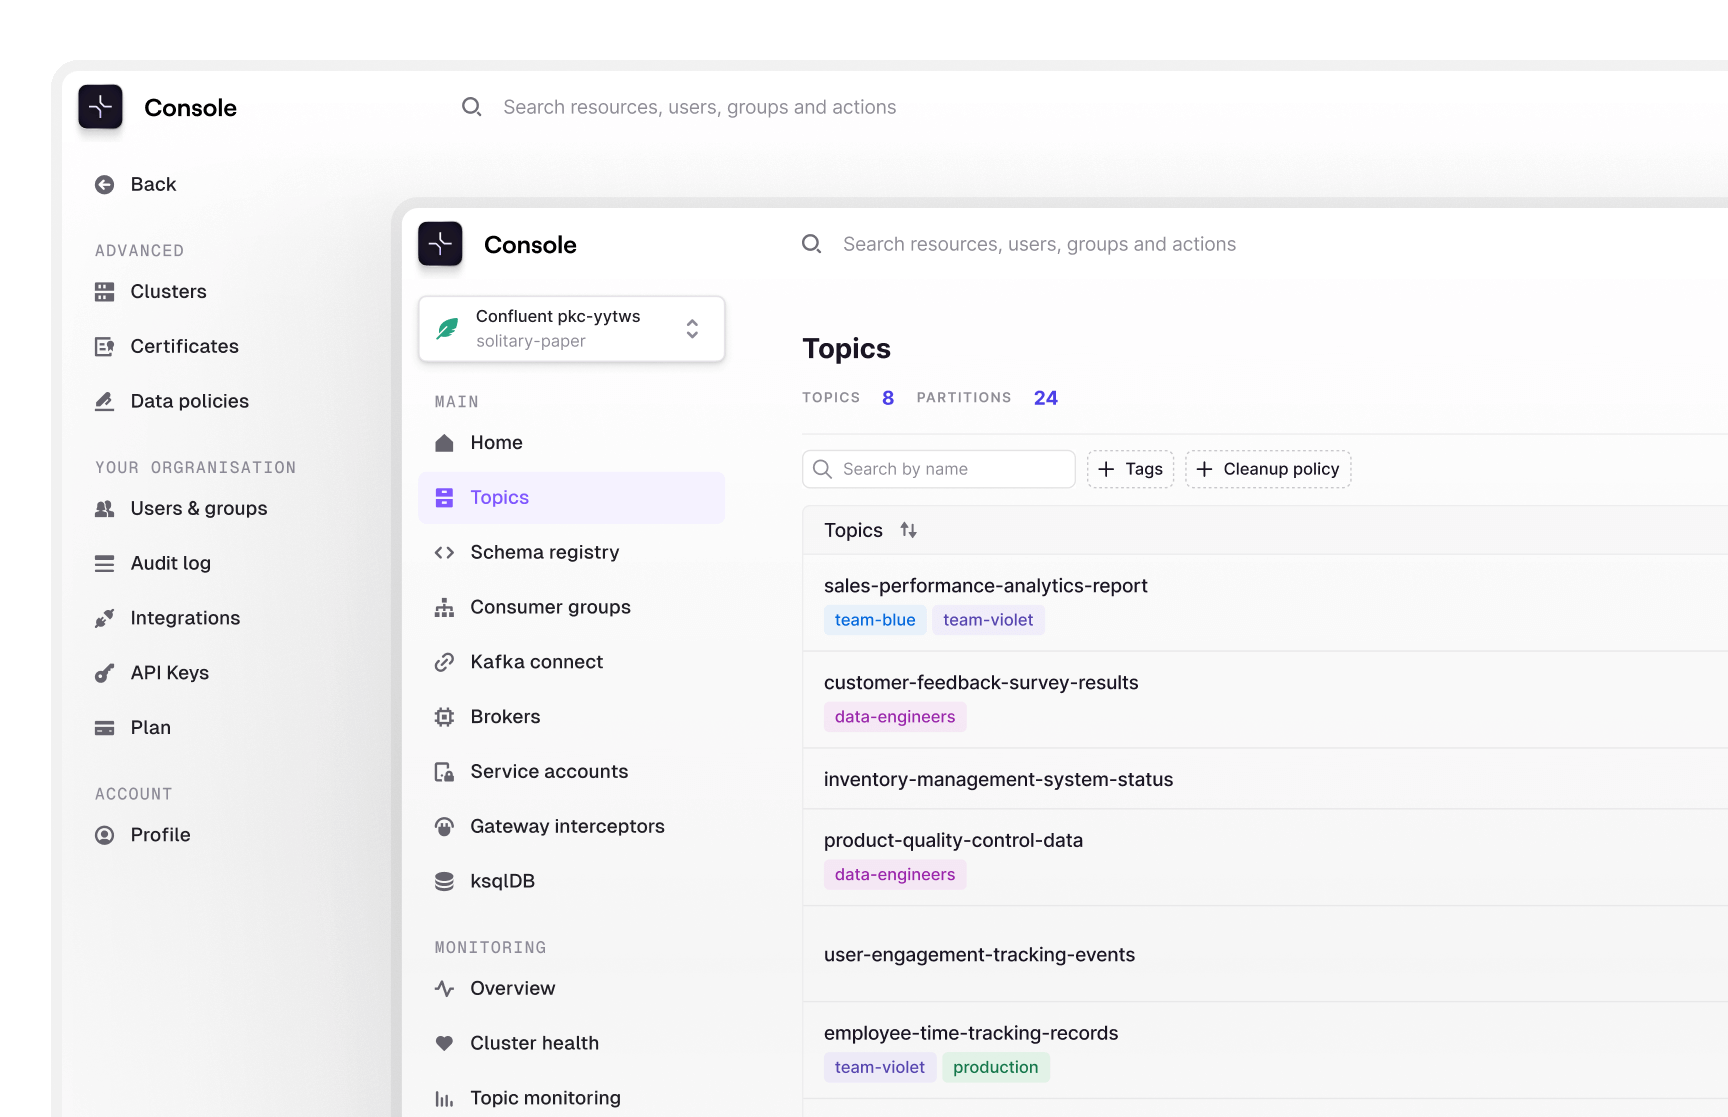 Console
Search resources, users, groups and actions
Back
ADVANCED
Clusters
Certificates
Data policies
YOUR ORGRANISATION
Users & groups
Audit log
Integrations
API Keys
Plan
ACCOUNT
Profile
Console
Search resources, users, groups and actions
Confluent pkc-yytws
solitary-paper
MAIN
Home
Topics
Schema registry
Consumer groups
Kafka connect
Brokers
Service accounts
Gateway interceptors
ksqlDB
MONITORING
Overview
Cluster health
Topic monitoring
Topics
TOPICS 8 PARTITIONS 24
Search by name + Tags + Cleanup policy
Topics
sales-performance-analytics-report
team-blue team-violet
customer-feedback-survey-results
data-engineers
inventory-management-system-status
product-quality-control-data
data-engineers
user-engagement-tracking-events
employee-time-tracking-records
team-violet production